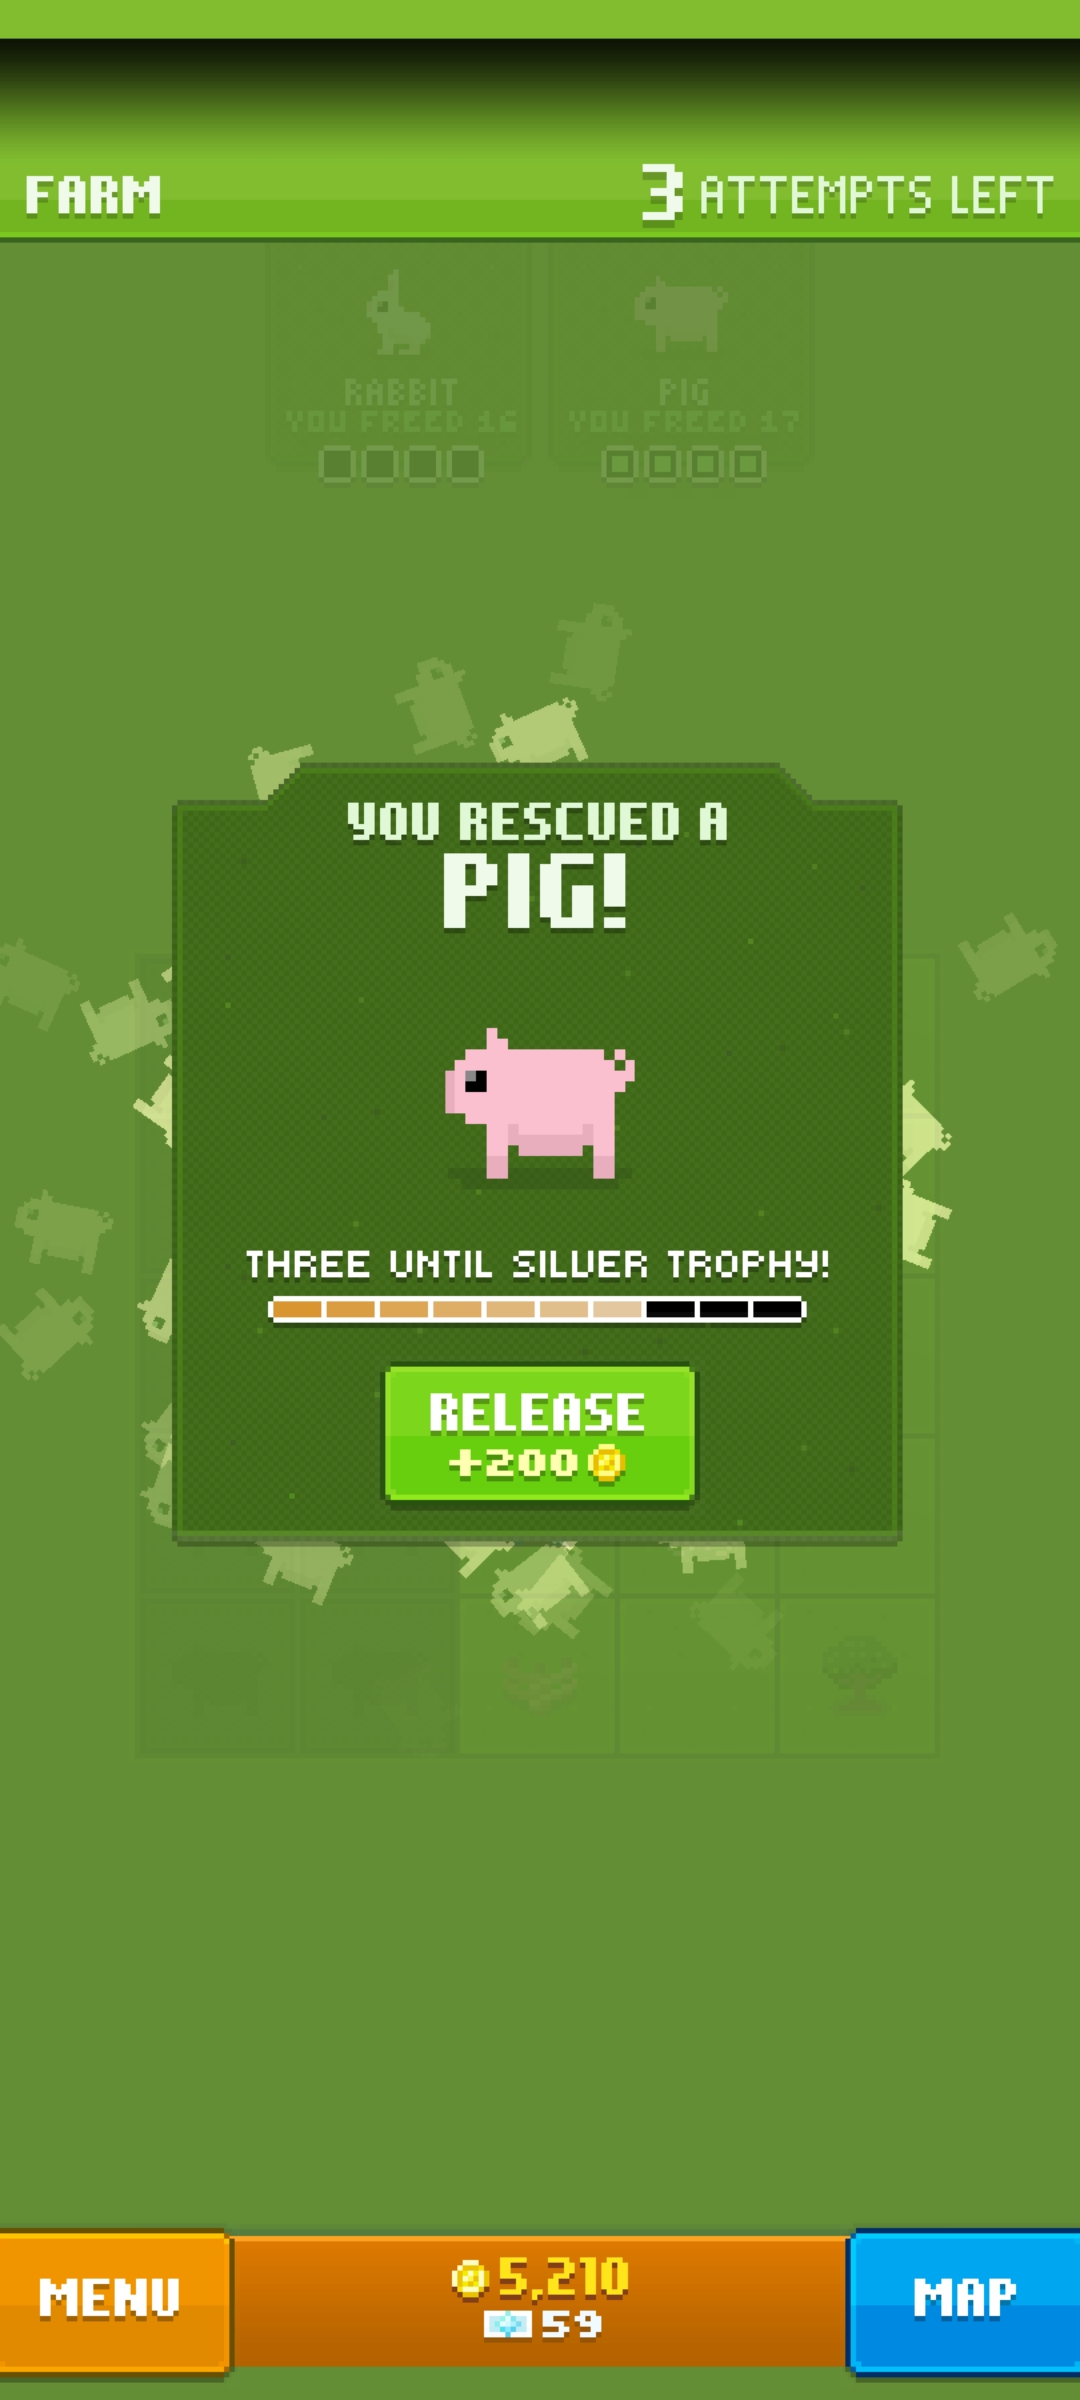 FARM
3 ATTEMPTS LEFT
RABBIT
YOU FREED 16
PIG
YOU FREED 17
YOU RESCUED A
PIG!
THREE UNTIL SILVER TROPHY!
RELEASE
+200
MENU
5,210
59
MAP